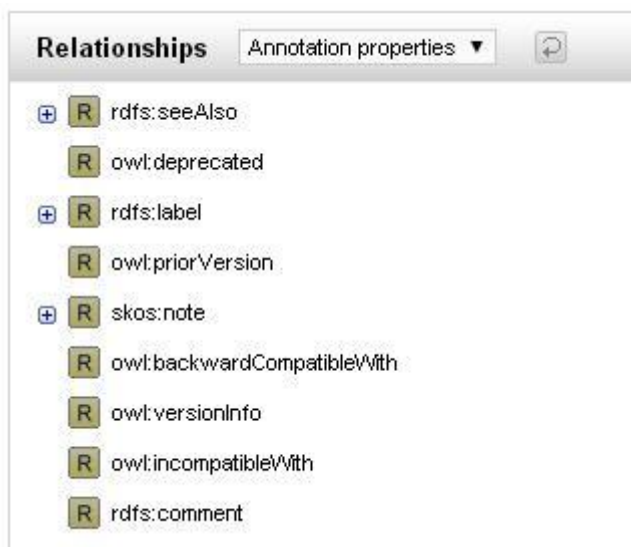 Relationships Annotation properties ▼
R rdfs:seeAlso
R owl:deprecated
R rdfs:label
R owl:priorVersion
R skos:note
R owl:backwardCompatibleWith
R owl:versionInfo
R owl:incompatibleWith
R rdfs:comment